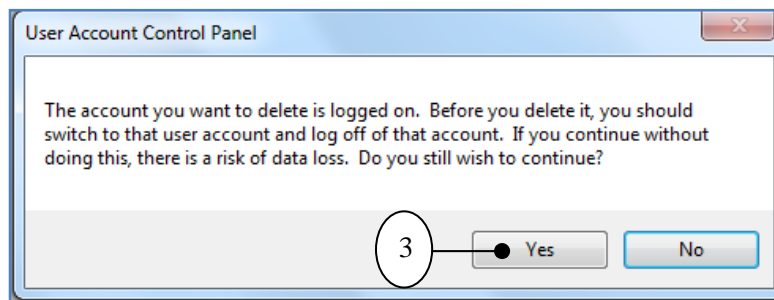 User Account Control Panel
The account you want to delete is logged on.  Before you delete it, you should
switch to that user account and log off of that account.  If you continue without
doing this, there is a risk of data loss.  Do you still wish to continue?
3 Yes No